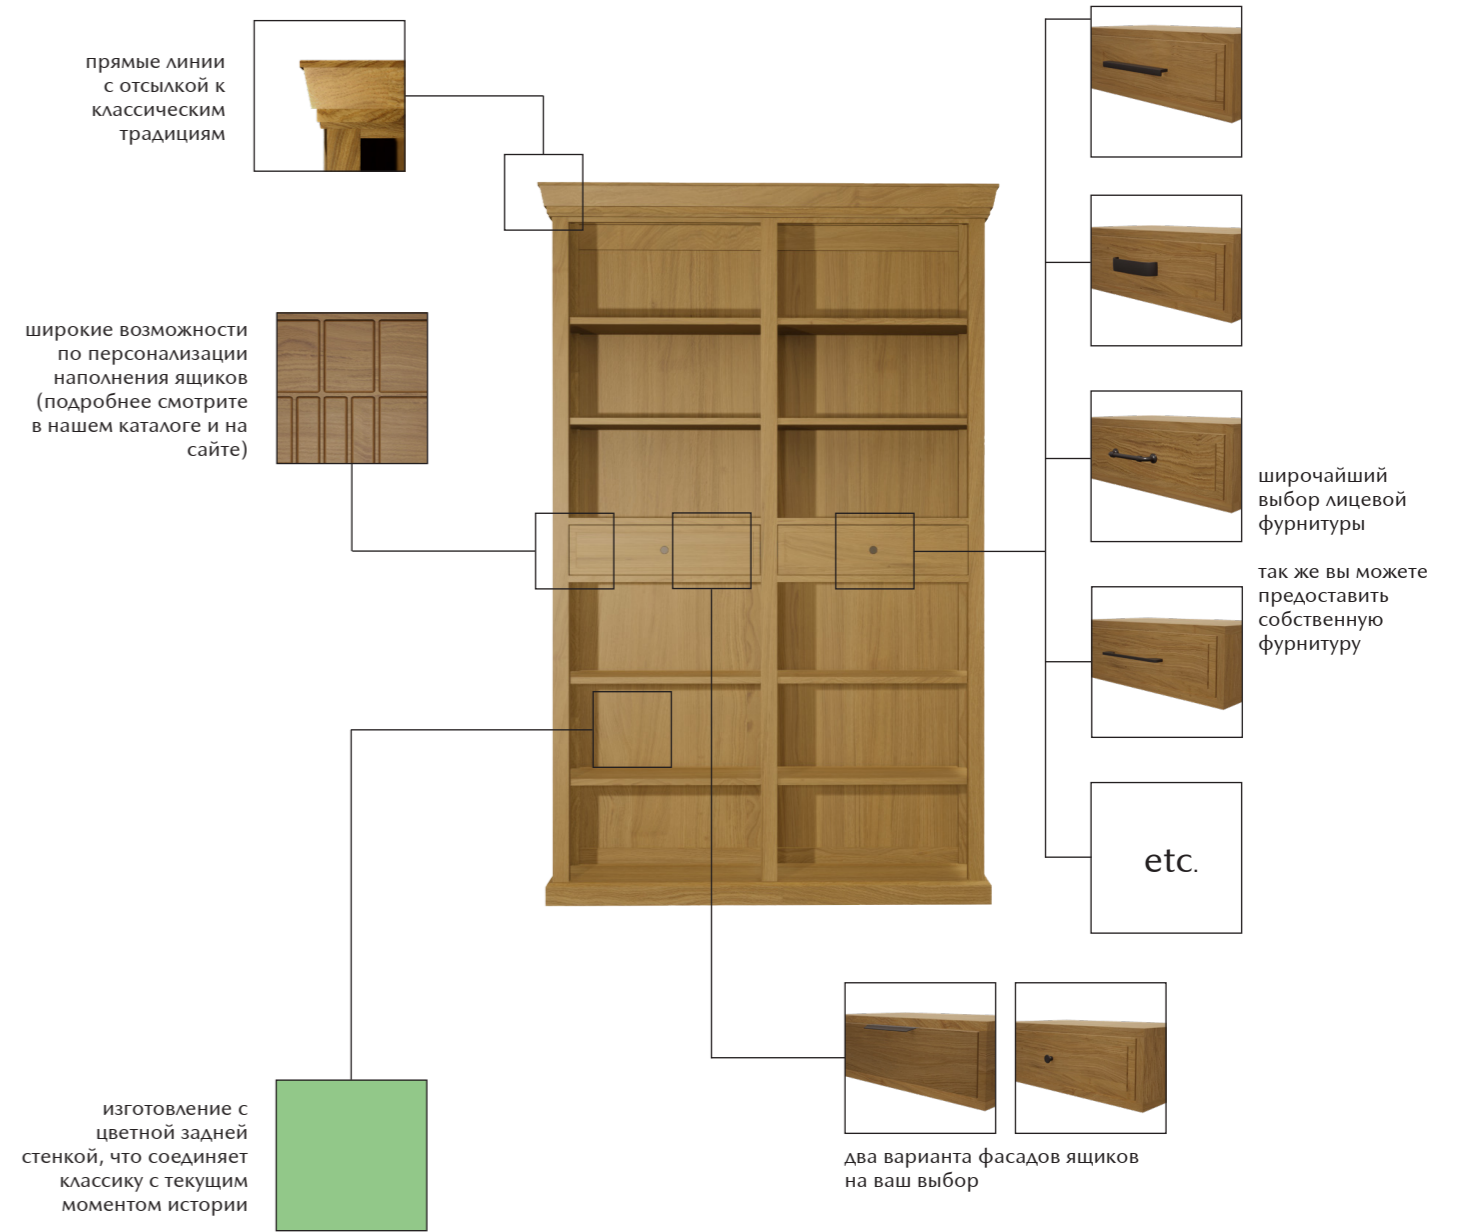 прямые линии
с отсылкой к
классическим
традициям
широкие возможности
по персонализации
наполнения ящиков
(подробнее смотрите
в нашем каталоге и на
сайте)
широчайший
выбор лицевой
фурнитуры
так же вы можете
предоставить
собственную
фурнитуру
etc.
два варианта фасадов ящиков
на ваш выбор
изготовление с
цветной задней
стенкой, что соединяет
классику с текущим
моментом истории